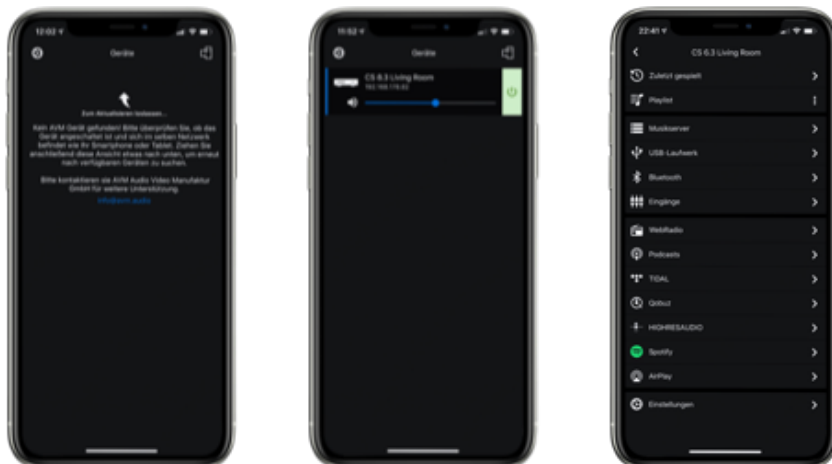 12:02
Geräte
Zum Aktualisieren loslassen...
Kein AVM Gerät gefunden! Bitte überprüfen Sie, ob das
Gerät angeschaltet ist und sich im selben Netzwerk
befindet wie Ihr Smartphone oder Tablet. Ziehen Sie
anschließend diese Ansicht etwas nach unten, um erneut
nach verfügbaren Geräten zu suchen.
Bitte kontaktieren sie AVM Audio Video Manufaktur
GmbH für weitere Unterstützung.
info@avm.audio
11:52
Geräte
CS 6.3 Living Room
192.168.178.
22:41
CS 6.3 Living Room
Zuletzt gespielt
Playlist
Musikserver
USB-Laufwerk
Bluetooth
Eingänge
WebRadio
Podcasts
TIDAL
Qobuz
HIGHRESAUDIO
Spotify
AirPlay
Einstellungen